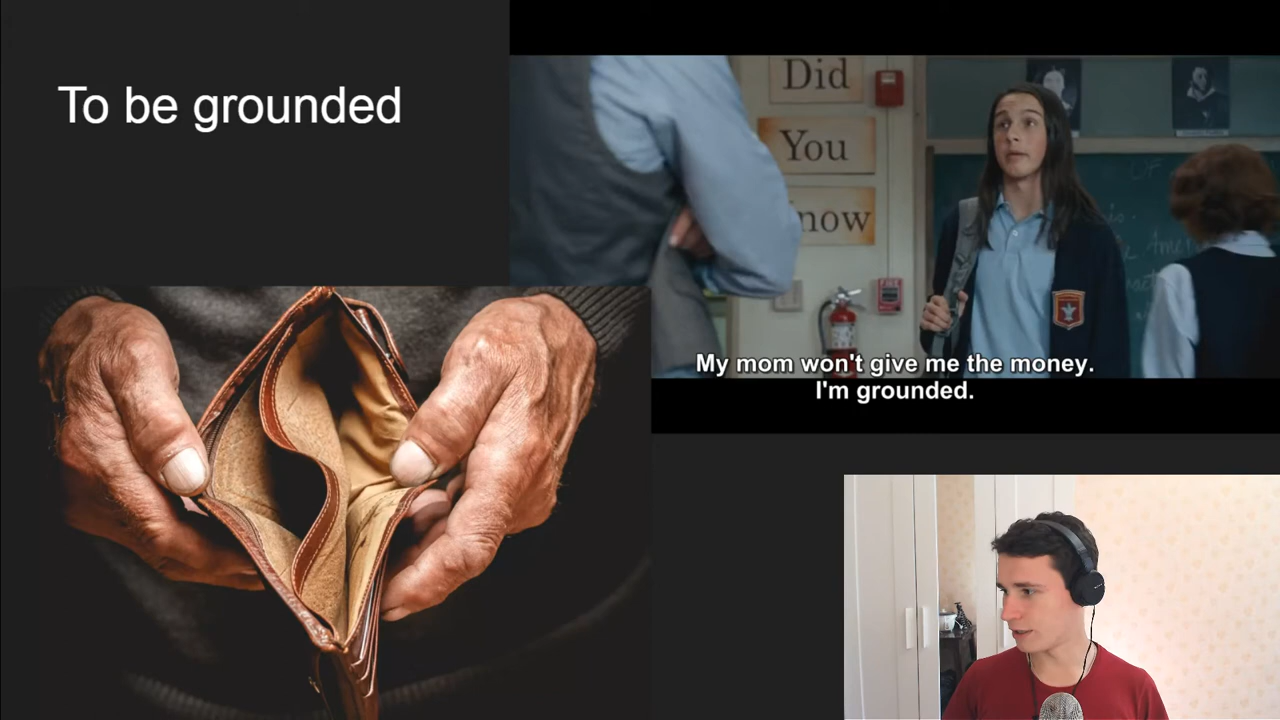 To be grounded
Did
You
now
My mom won't give me the money.
I'm grounded.